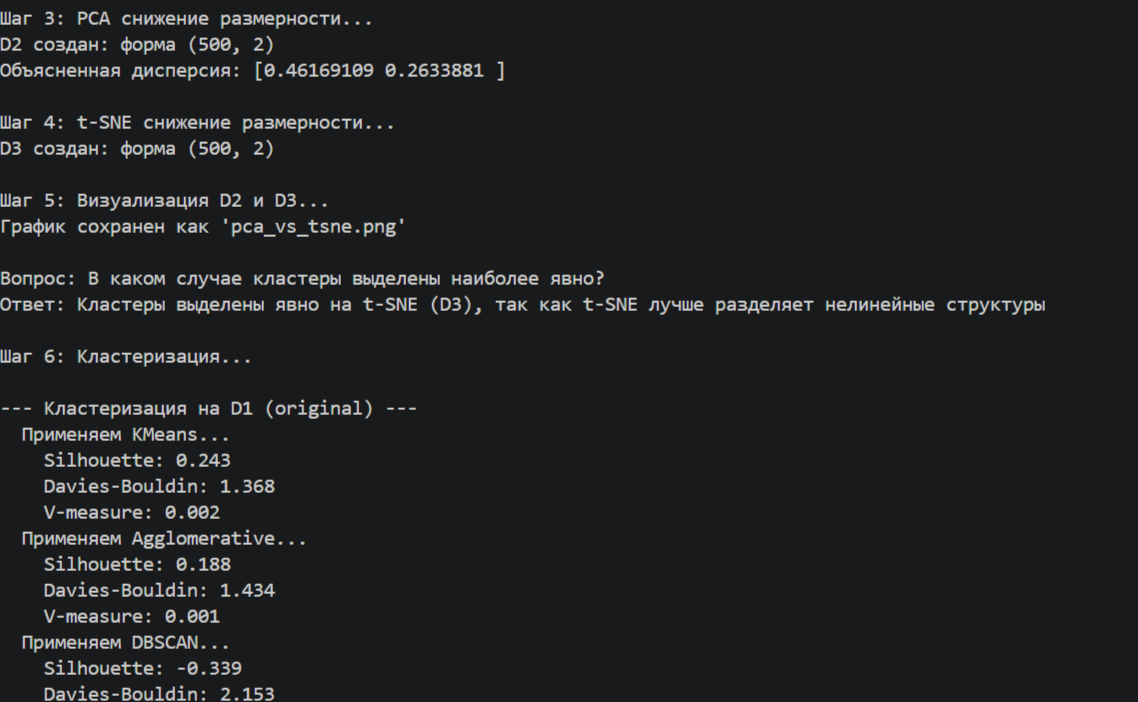 Шаг 3: PCA снижение размерности...
D2 создан: форма (500, 2)
Объясненная дисперсия: [0.46169109 0.2633881 ]
Шаг 4: t-SNE снижение размерности...
D3 создан: форма (500, 2)
Шаг 5: Визуализация D2 и D3...
График сохранен как 'pca_vs_tsne.png'
Вопрос: В каком случае кластеры выделены наиболее явно?
Ответ: Кластеры выделены явно на t-SNE (D3), так как t-SNE лучше разделяет нелинейные структуры
Шаг 6: Кластеризация...
--- Кластеризация на D1 (original) ---
Применяем KMeans...
Silhouette: 0.243
Davies-Bouldin: 1.368
V-measure: 0.002
Применяем Agglomerative...
Silhouette: 0.188
Davies-Bouldin: 1.434
V-measure: 0.001
Применяем DBSCAN...
Silhouette: -0.339
Davies-Bouldin: 2.153